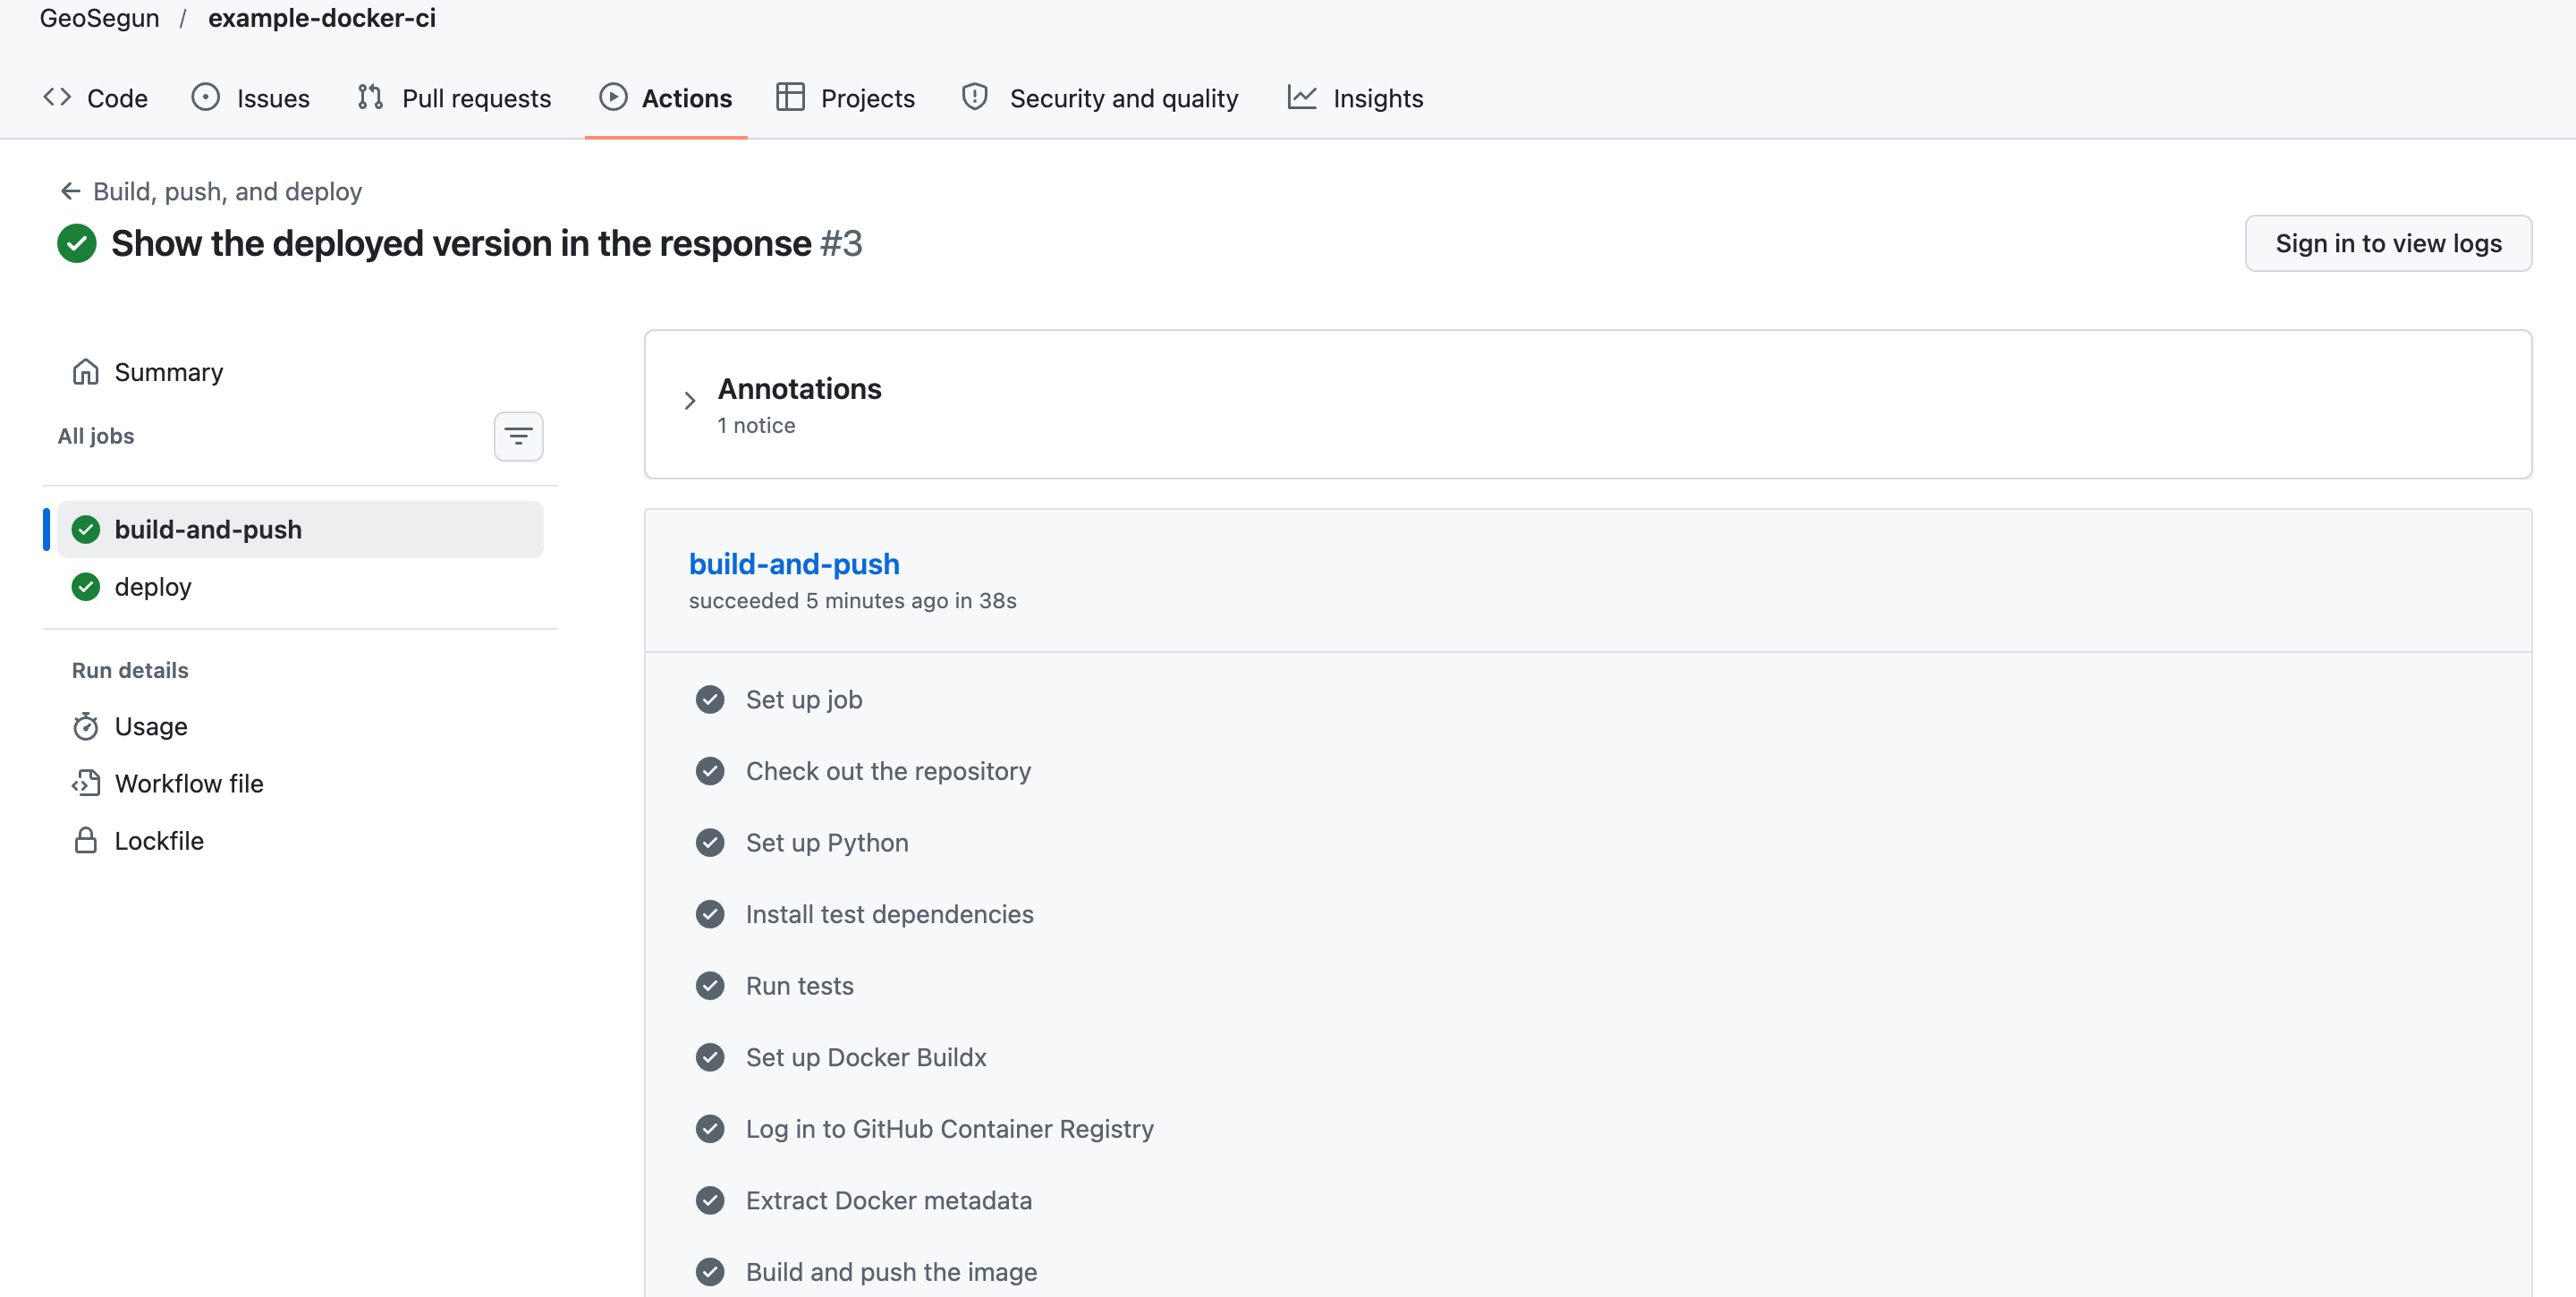 GeoSegun / example-docker-ci
Code Issues Pull requests Actions Projects Security and quality Insights
Build, push, and deploy
Show the deployed version in the response #3
Sign in to view logs
Summary
All jobs
build-and-push
deploy
Run details
Usage
Workflow file
Lockfile
Annotations
1 notice
build-and-push
succeeded 5 minutes ago in 38s
Set up job
Check out the repository
Set up Python
Install test dependencies
Run tests
Set up Docker Buildx
Log in to GitHub Container Registry
Extract Docker metadata
Build and push the image